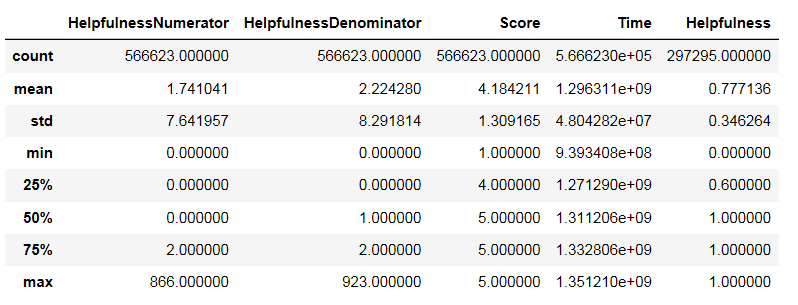 HelpfulnessNumerator HelpfulnessDenominator Score Time Helpfulness
count 566623.000000 566623.000000 566623.000000 5.666230e+05 297295.000000
mean 1.741041 2.224280 4.184211 1.296311e+09 0.777136
std 7.641957 8.291814 1.309165 4.804282e+07 0.346264
min 0.000000 0.000000 1.000000 9.393408e+08 0.000000
25% 0.000000 0.000000 4.000000 1.271290e+09 0.600000
50% 0.000000 1.000000 5.000000 1.311206e+09 1.000000
75% 2.000000 2.000000 5.000000 1.332806e+09 1.000000
max 866.000000 923.000000 5.000000 1.351210e+09 1.000000